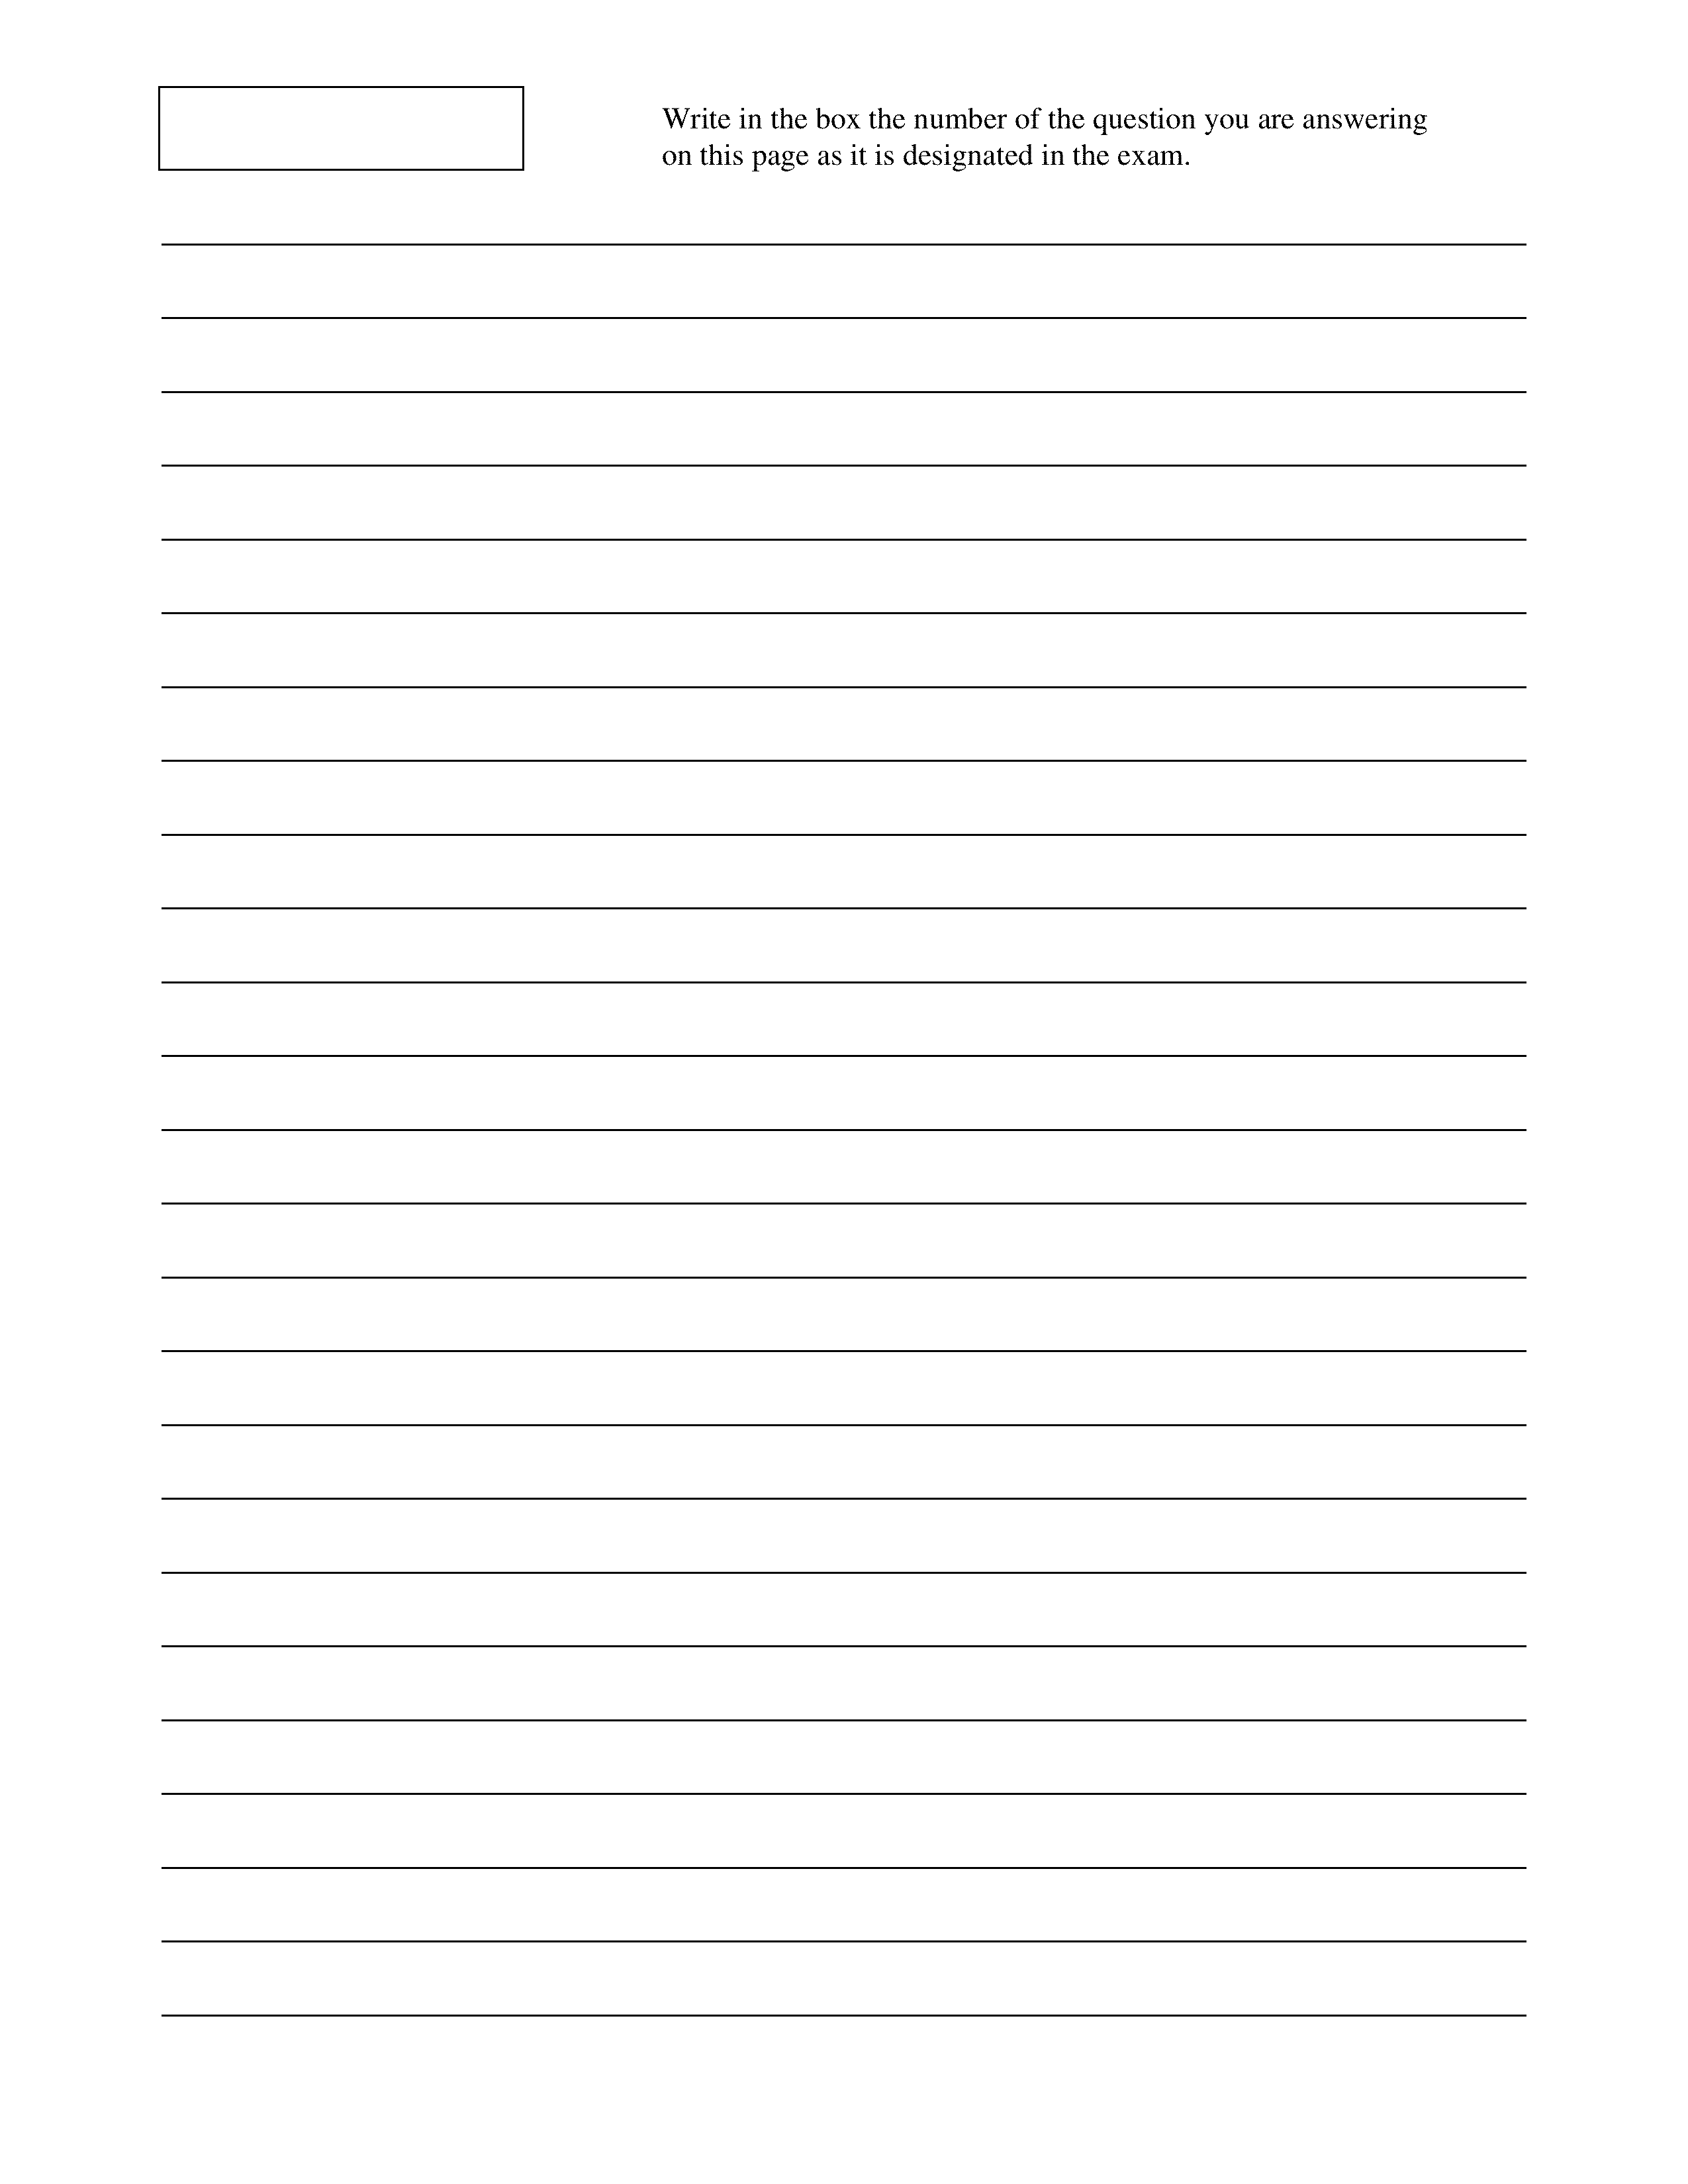 Write in the box the number of the question you are answering
on this page as it is designated in the exam.